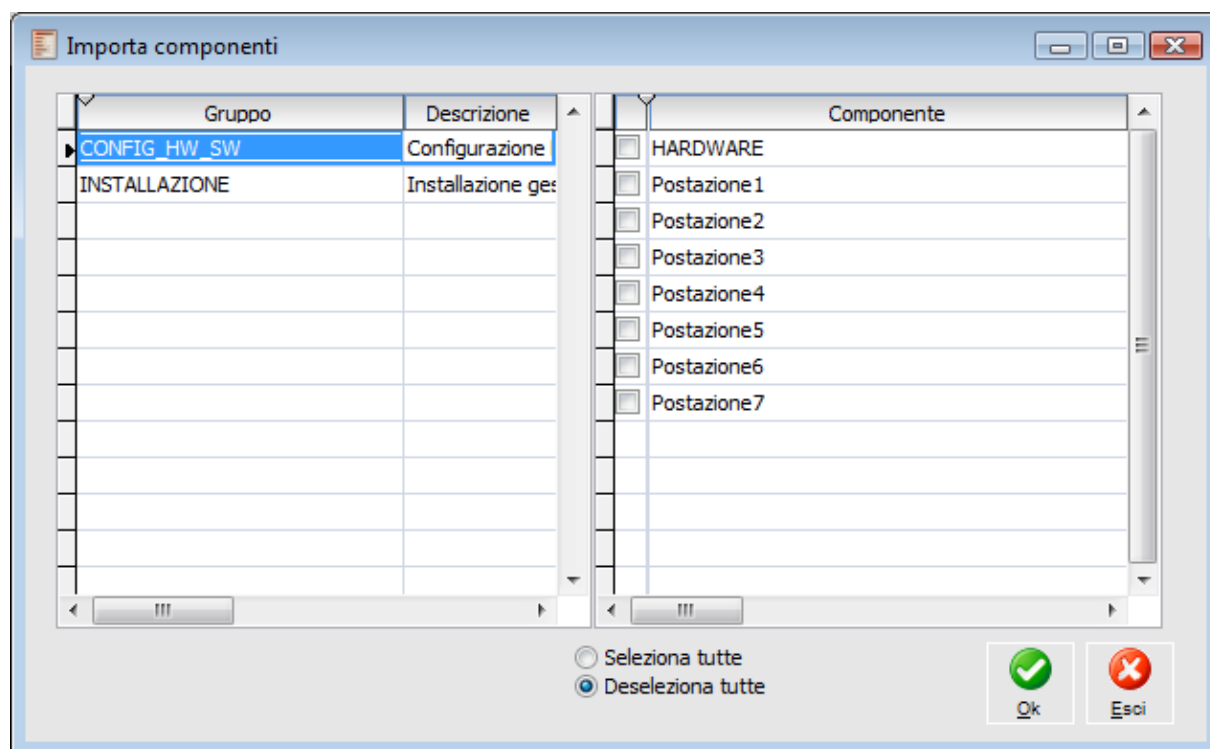 Importa componenti
Gruppo Descrizione
CONFIG_HW_SW Configurazione
INSTALLAZIONE Installazione ges
Componente
HARDWARE
Postazione1
Postazione2
Postazione3
Postazione4
Postazione5
Postazione6
Postazione7
Seleziona tutte
Deseleziona tutte
Ok
Esci